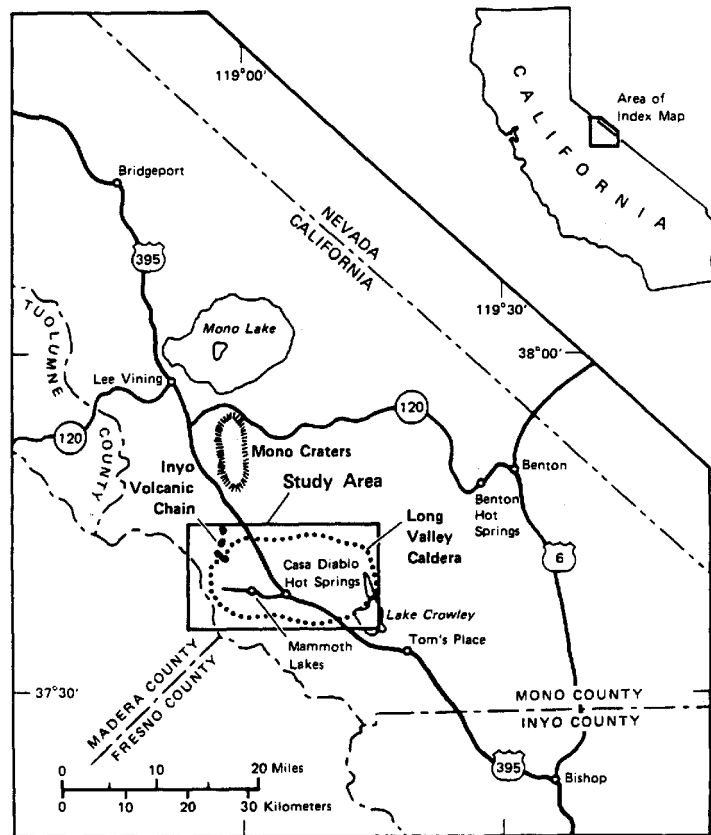 119°00'
CALIFORNIA
Area of
Index Map
Bridgeport
NEVADA
CALIFORNIA
395
119°30'
TUOLUMNE
COUNTY
Mono Lake
38°00'
Lee Vining
120
120
Mono Craters
Inyo
Volcanic
Chain
Study Area
Benton
Benton
Hot
Springs
Long
Valley
Caldera
6
Casa Diablo
Hot Springs
Lake Crowley
Mammoth
Lakes
Tom's Place
37°30'
MADERA COUNTY
FRESNO COUNTY
MONO COUNTY
INYO COUNTY
0 10 20 Miles
0 10 20 30 Kilometers
395
Bishop